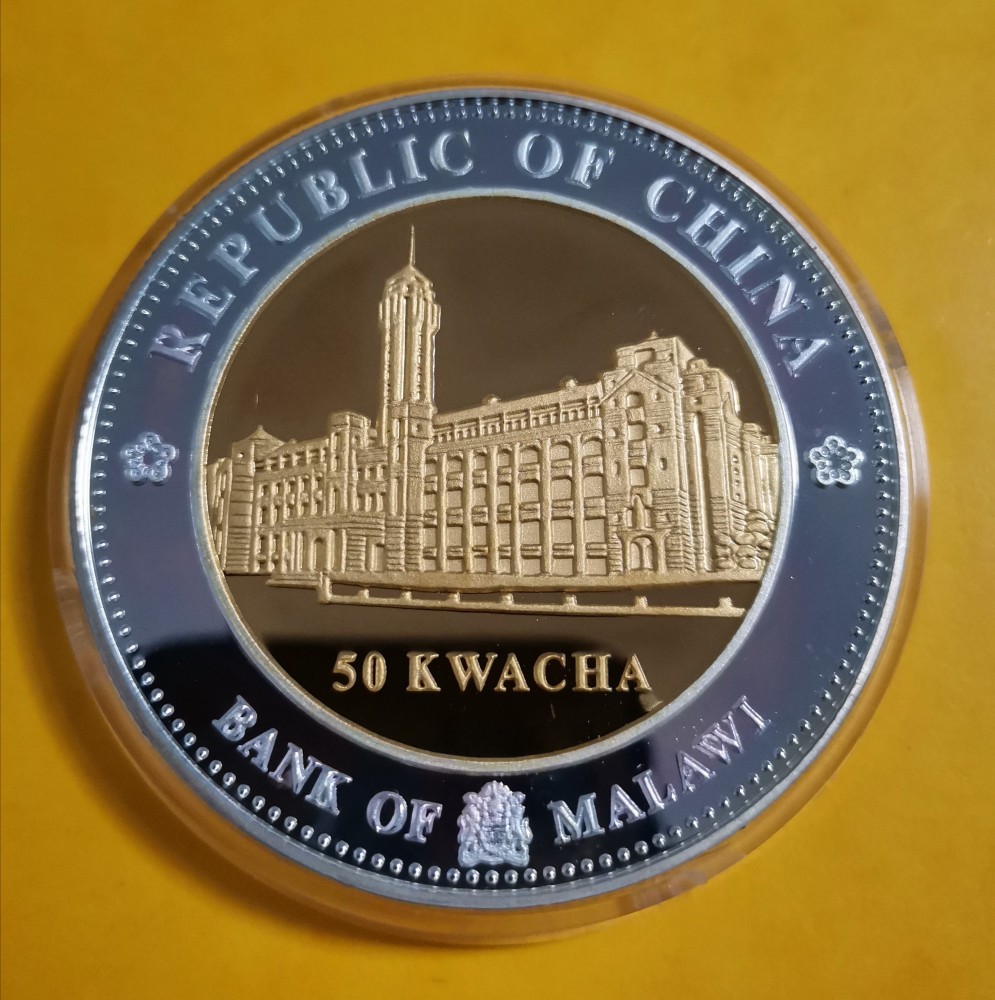 REPUBLIC OF CHINA
50 KWACHA
BANK OF MALAWI